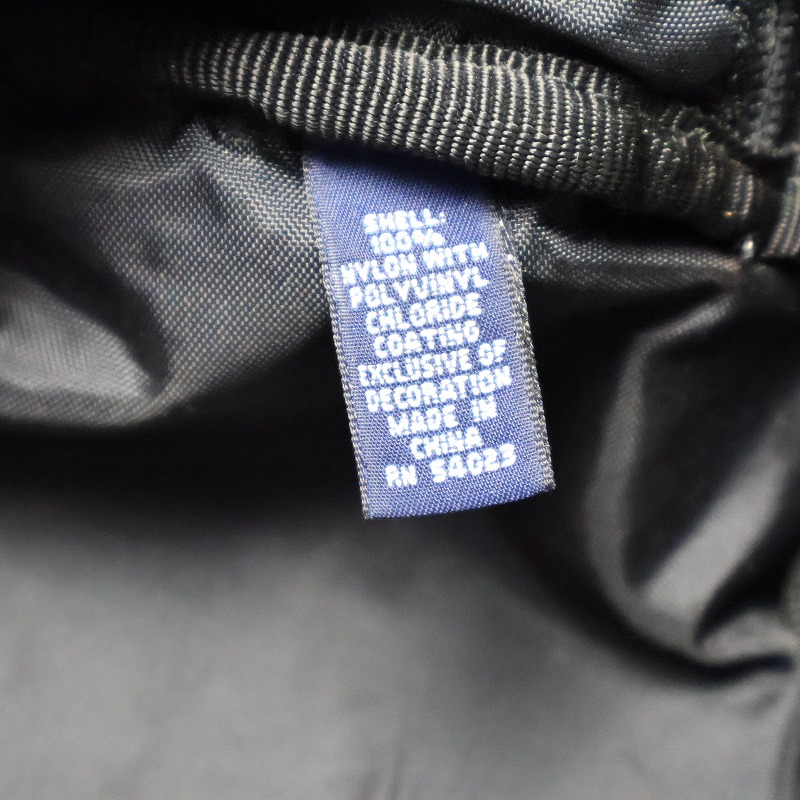 SHELL:
100%
NYLON WITH
POLYVINYL
CHLORIDE
COATING
EXCLUSIVE OF
DECORATION
MADE IN
CHINA
RN 54023